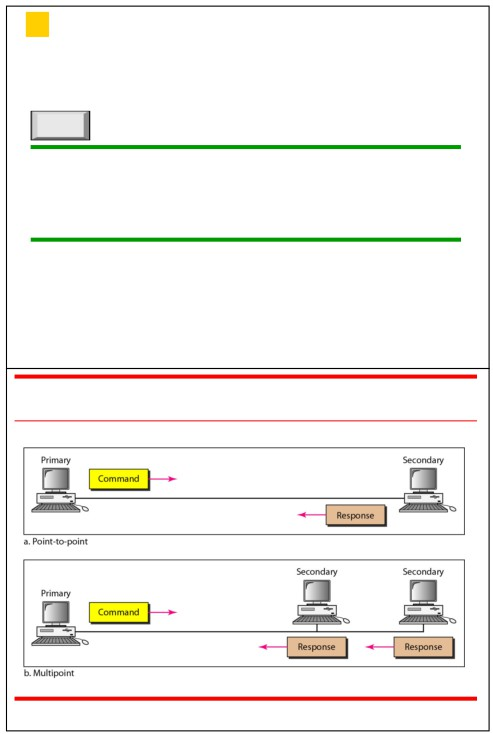 Primary
Secondary
Command
Response
a. Point-to-point
Secondary
Secondary
Primary
Command
Response
Response
b. Multipoint